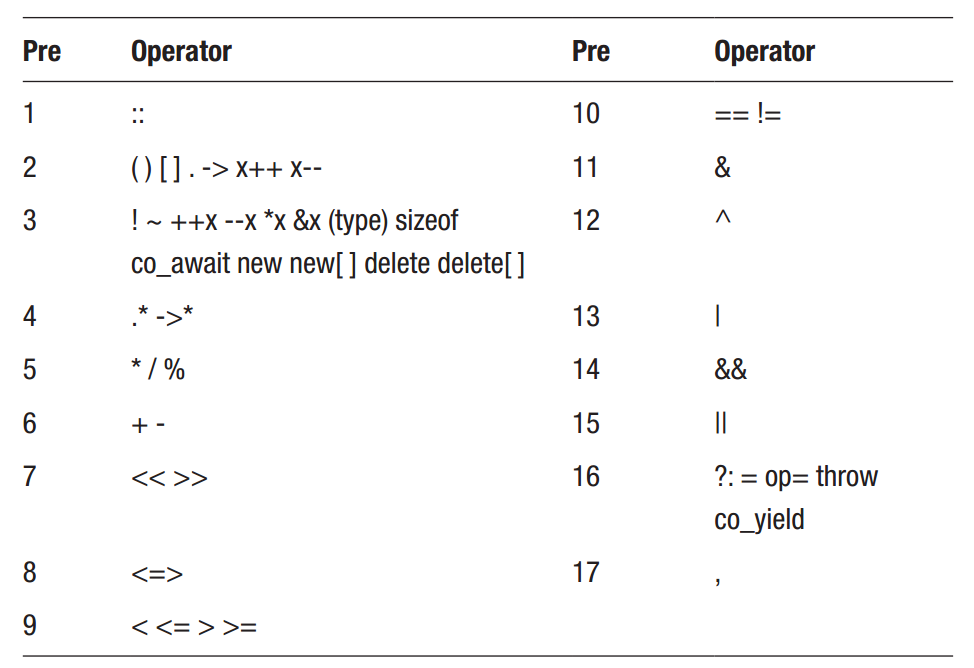 Pre Operator Pre Operator
1 :: 10 == !=
2 ( ) [ ] . -> x++ x-- 11 &
3 ! ~ ++x --x *x &x (type) sizeof 12 ^
co_await new new[ ] delete delete[ ]
4 .* ->* 13 |
5 * / % 14 &&
6 + - 15 ||
7 << >> 16 ?: = op= throw
co_yield
8 <=> 17 ,
9 < <= > >=